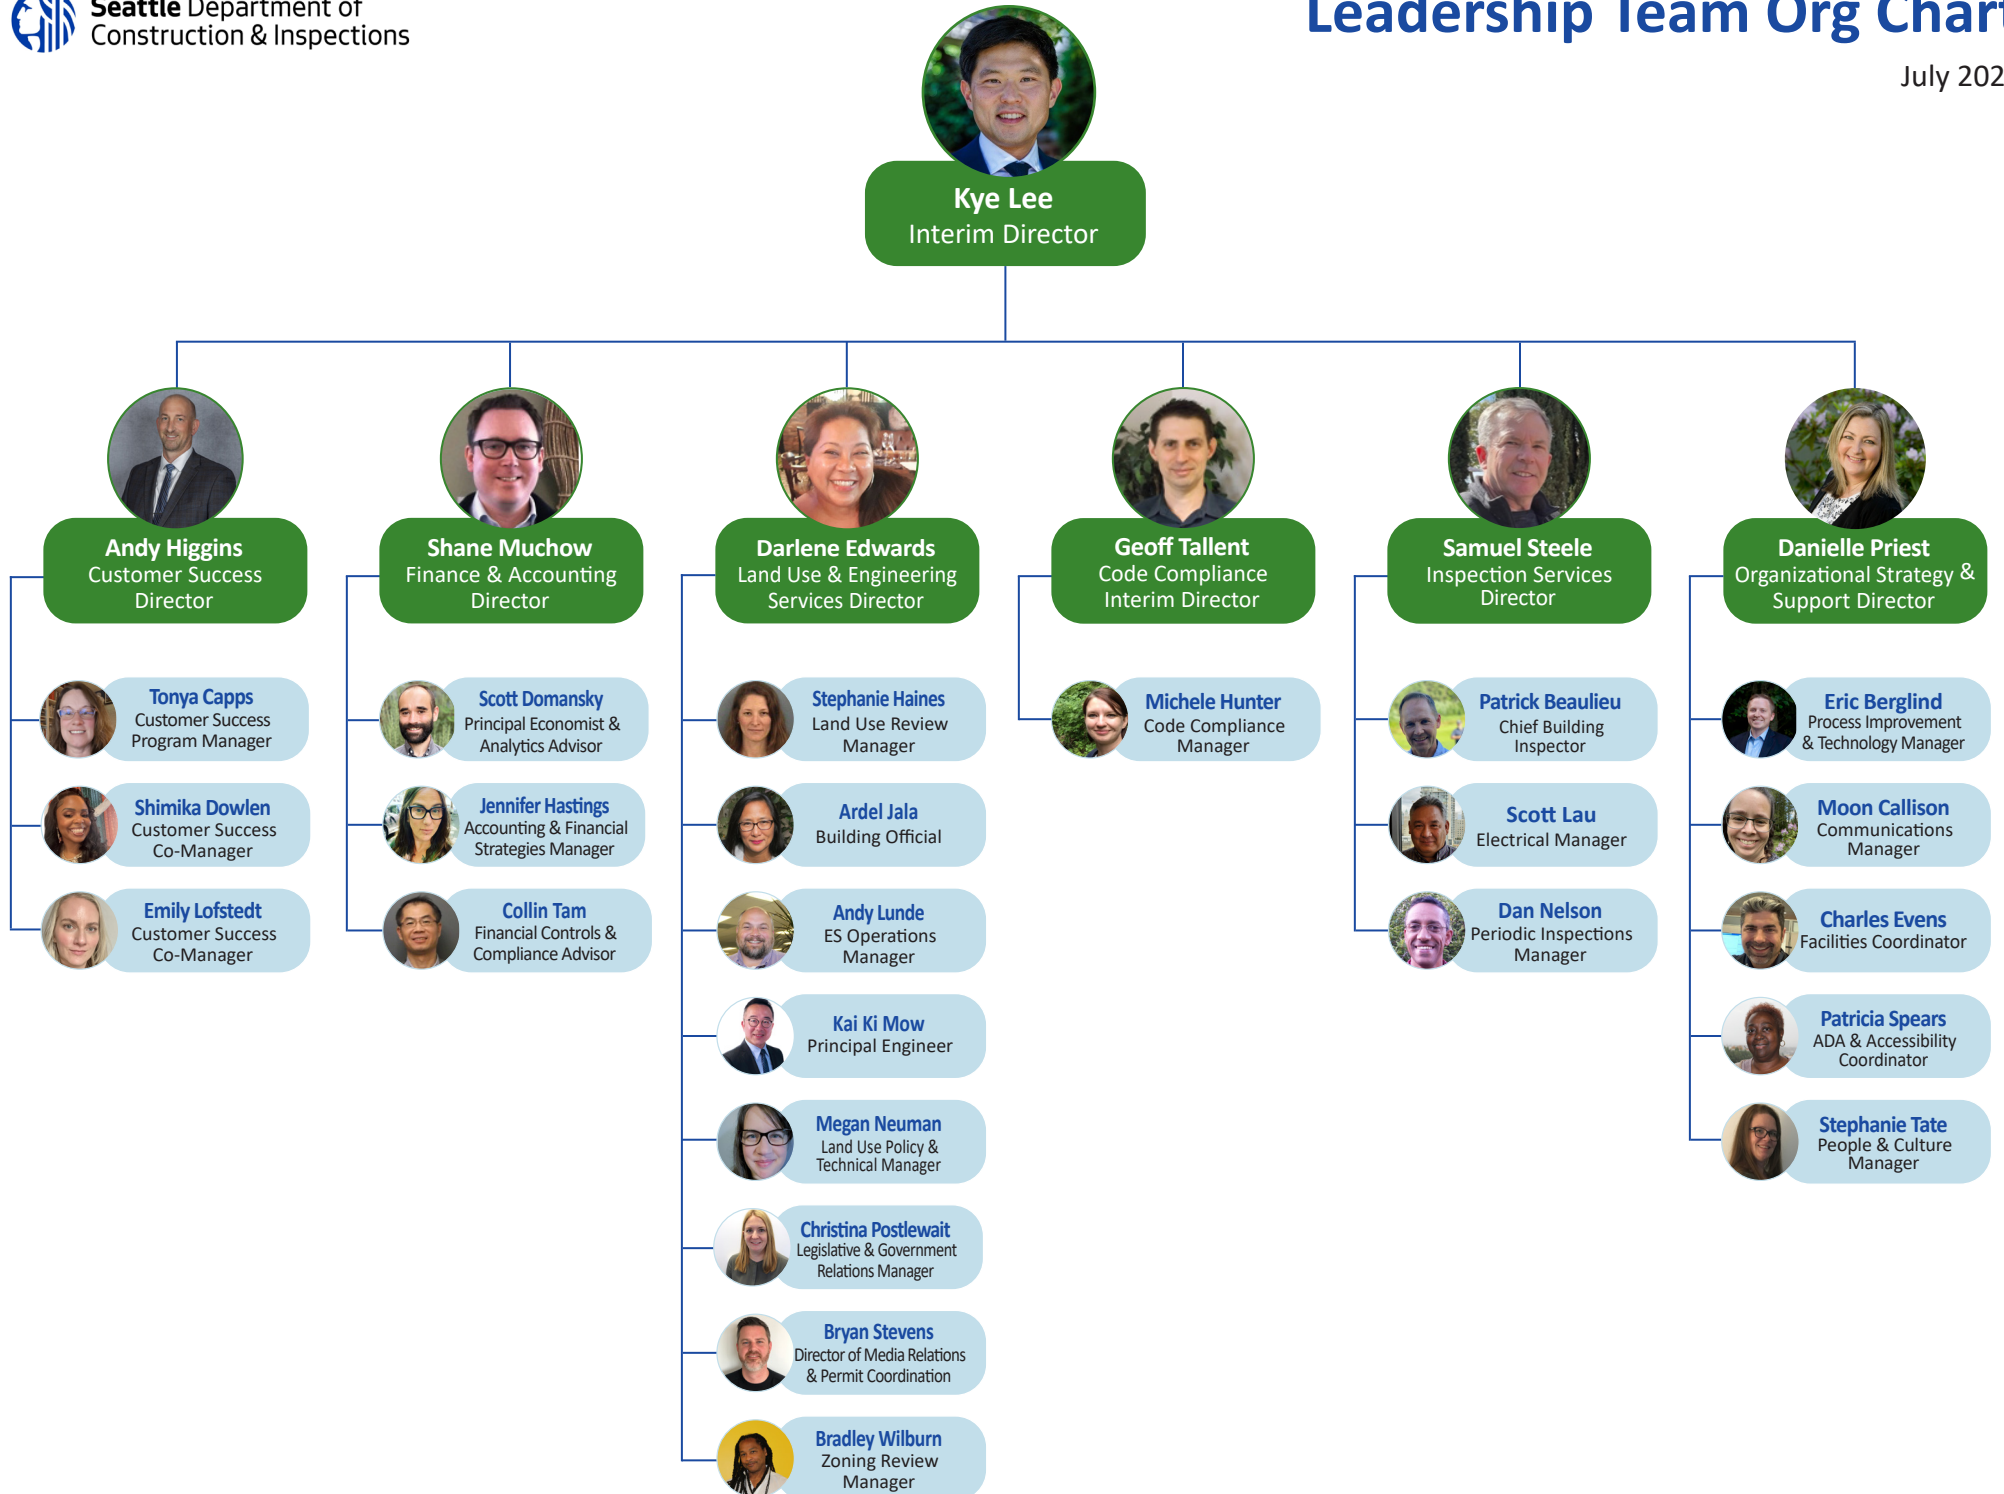 Seattle Department of
Construction & Inspections
Leadership Team Org Chart
July 202
Kye Lee
Interim Director
Andy Higgins
Customer Success
Director
Tonya Capps
Customer Success
Program Manager
Shimika Dowlen
Customer Success
Co-Manager
Emily Lofstedt
Customer Success
Co-Manager
Shane Muchow
Finance & Accounting
Director
Scott Domansky
Principal Economist &
Analytics Advisor
Jennifer Hastings
Accounting & Financial
Strategies Manager
Collin Tam
Financial Controls &
Compliance Advisor
Darlene Edwards
Land Use & Engineering
Services Director
Stephanie Haines
Land Use Review
Manager
Ardel Jala
Building Official
Andy Lunde
ES Operations
Manager
Kai Ki Mow
Principal Engineer
Megan Neuman
Land Use Policy &
Technical Manager
Christina Postlewait
Legislative & Government
Relations Manager
Bryan Stevens
Director of Media Relations
& Permit Coordination
Bradley Wilburn
Zoning Review
Manager
Geoff Tallent
Code Compliance
Interim Director
Michele Hunter
Code Compliance
Manager
Samuel Steele
Inspection Services
Director
Patrick Beaulieu
Chief Building
Inspector
Scott Lau
Electrical Manager
Dan Nelson
Periodic Inspections
Manager
Danielle Priest
Organizational Strategy &
Support Director
Eric Berglind
Process Improvement
& Technology Manager
Moon Callison
Communications
Manager
Charles Evens
Facilities Coordinator
Patricia Spears
ADA & Accessibility
Coordinator
Stephanie Tate
People & Culture
Manager